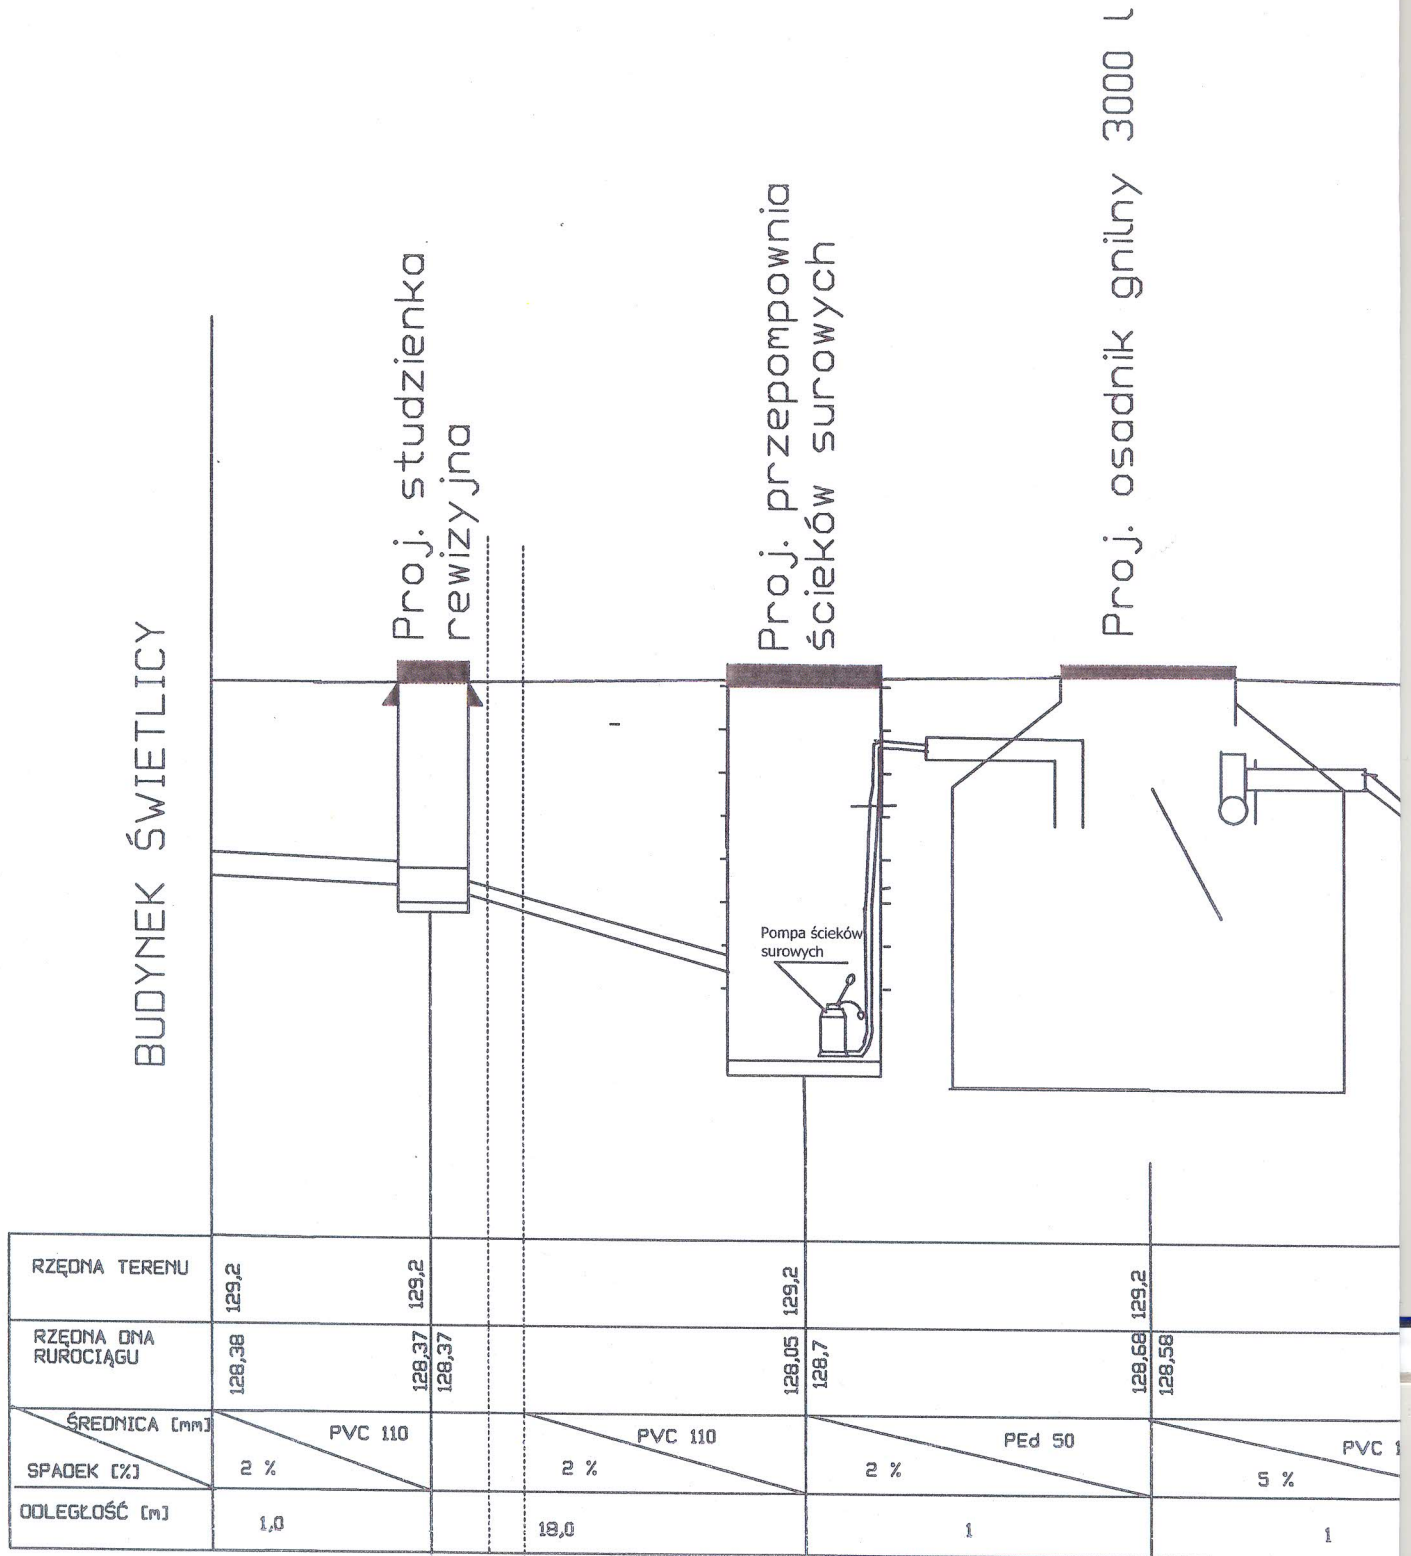 BUDYNEK ŚWIETLICY
Proj. studzienka
rewizyjna
Proj. przepompownia
ścieków surowych
Proj. osadnik gnilny 3000 L
Pompa ścieków
surowych
RZĘDNA TERENU
129,2
129,2
129,2
129,2
RZĘDNA DNA
RUROCIĄGU
128,38
128,37
128,37
128,05
128,7
128,68
128,58
ŚREDNICA [mm]
SPADEK [%]
PVC 110
2 %
PVC 110
2 %
PEd 50
2 %
PVC
5 %
ODLEGŁOŚĆ [m]
1,0
18,0
1
1